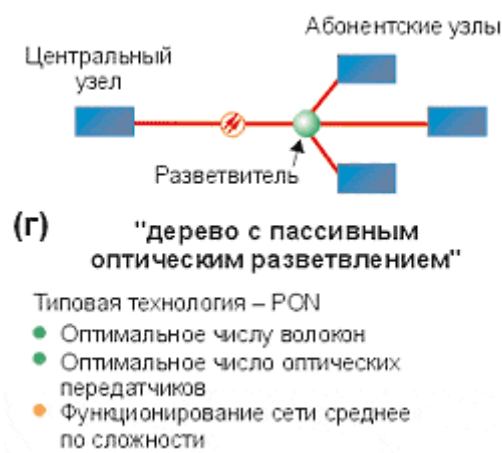 Абонентские узлы
Центральный
узел
Разветвитель
(г)
"дерево с пассивным
оптическим разветвлением"
Типовая технология – PON
Оптимальное числу волокон
Оптимальное число оптических
передатчиков
Функционирование сети среднее
по сложности